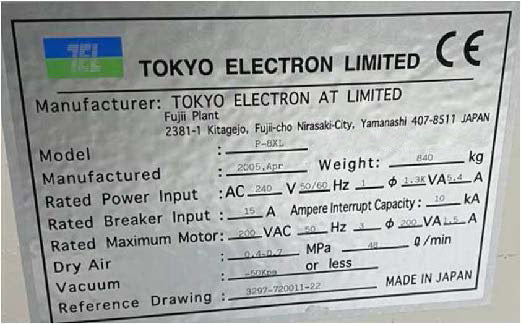 TEL
TOKYO ELECTRON LIMITED CE
Manufacturer: TOKYO ELECTRON AT LIMITED
Fujii Plant
2381-1 Kitagejo, Fujii-cho Nirasaki-City, Yamanashi 407-8511 JAPAN
Model : P-8XL
Manufactured : 2005,Apr Weight: 840 kg
Rated Power Input : AC 240 V 50/60 Hz 1 Φ 1.3K VA 5.4 A
Rated Breaker Input : 15 A Ampere Interrupt Capacity : 10 kA
Rated Maximum Motor: 200 VAC 50 Hz 3 Φ 200 VA 1.5 A
Dry Air : 0.4-0.7 MPa 48 ℓ/min
Vacuum : -50Kpa or less
Reference Drawing : 3297-720011-22 MADE IN JAPAN